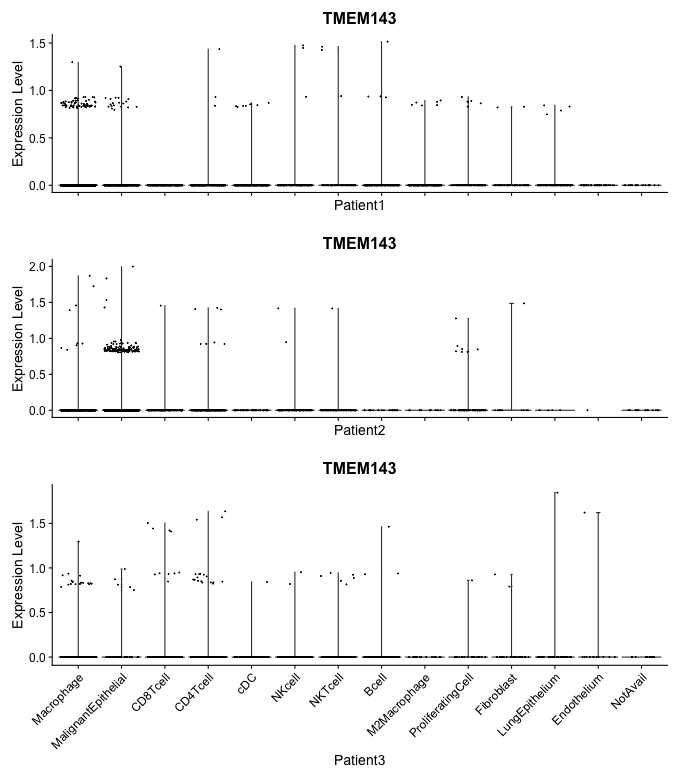 TMEM143
Expression Level
1.5
1.0
0.5
0.0
Patient1
TMEM143
Expression Level
2.0
1.5
1.0
0.5
0.0
Patient2
TMEM143
Expression Level
1.5
1.0
0.5
0.0
Macrophage
MalignantEpithelial
CD8Tcell
CD4Tcell
cDC
NKcell
NKTcell
Bcell
M2Macrophage
ProliferatingCell
Fibroblast
LungEpithelium
Endothelium
NotAvail
Patient3